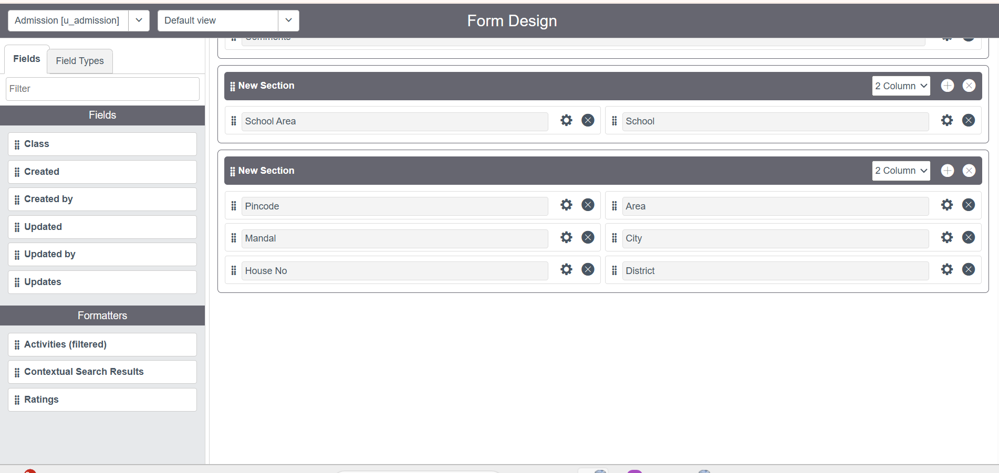 Admission [u_admission]
Default view
Form Design
Fields
Field Types
Filter
Fields
Class
Created
Created by
Updated
Updated by
Updates
Formatters
Activities (filtered)
Contextual Search Results
Ratings
Comments
New Section
2 Column
School Area
School
New Section
2 Column
Pincode
Area
Mandal
City
House No
District